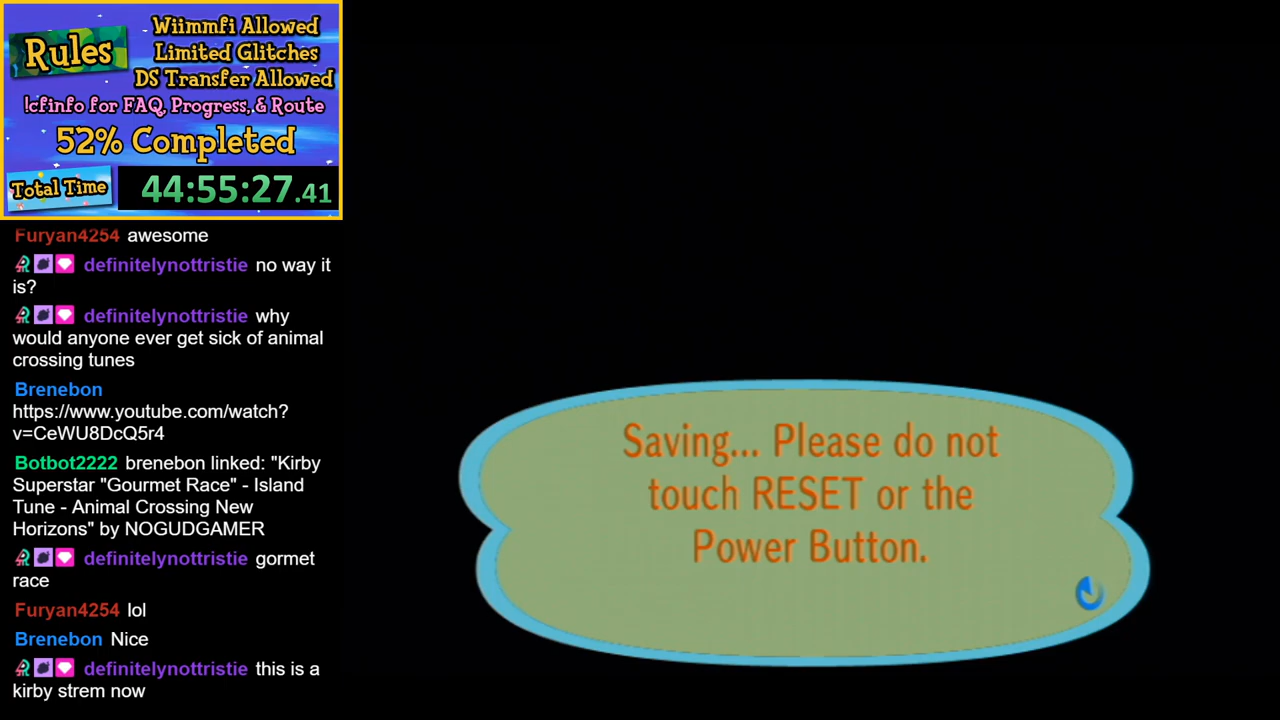 Rules
Wiimmfi Allowed
Limited Glitches
DS Transfer Allowed
!cfinfo for FAQ, Progress, & Route
52% Completed
Total Time
44:55:27.41
Furyan4254 awesome
definitelynottristie no way it
is?
definitelynottristie why
would anyone ever get sick of animal
crossing tunes
Brenebon
https://www.youtube.com/watch?
v=CeWU8DcQ5r4
Botbot2222 brenebon linked: "Kirby
Superstar "Gourmet Race" - Island
Tune - Animal Crossing New
Horizons" by NOGUDGAMER
definitelynottristie gormet
race
Furyan4254 lol
Brenebon Nice
definitelynottristie this is a
kirby strem now
Saving... Please do not
touch RESET or the
Power Button.